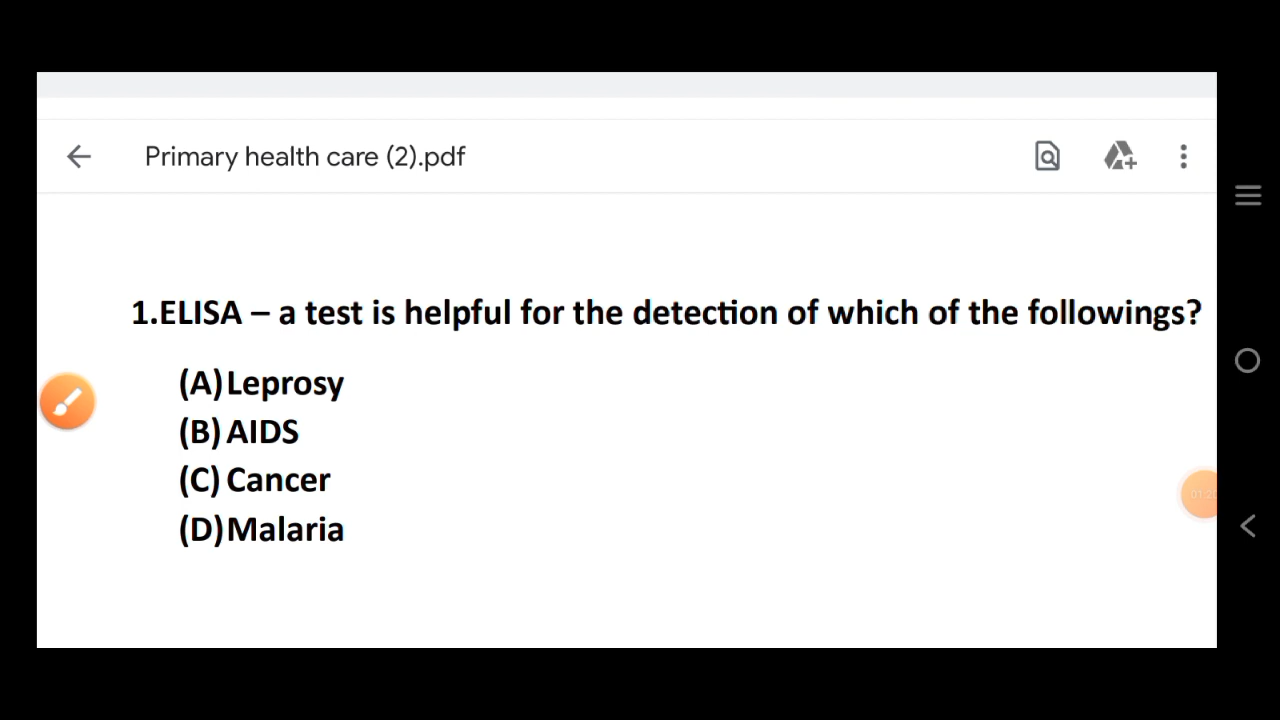 Primary health care (2).pdf
1.ELISA – a test is helpful for the detection of which of the followings?
(A) Leprosy
(B) AIDS
(C) Cancer
(D) Malaria